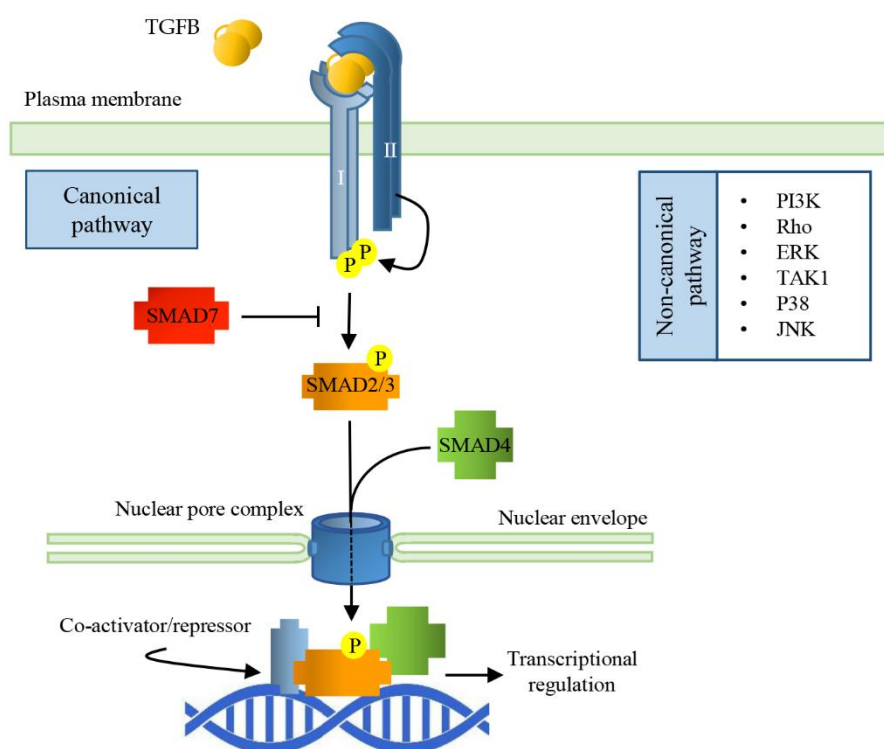 TGFB
Plasma membrane
II
I
Canonical
pathway
P
P
Non-canonical
pathway
• PI3K
• Rho
• ERK
• TAK1
• P38
• JNK
SMAD7
P
SMAD2/3
SMAD4
Nuclear pore complex
Nuclear envelope
Co-activator/repressor
P
Transcriptional
regulation